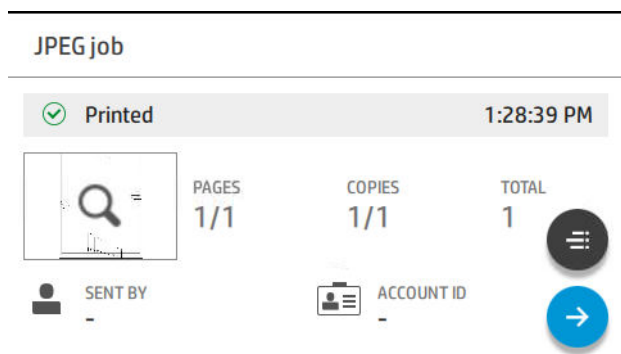 JPEG job
Printed 1:28:39 PM
PAGES COPIES TOTAL
1/1 1/1 1
SENT BY ACCOUNT ID
- -